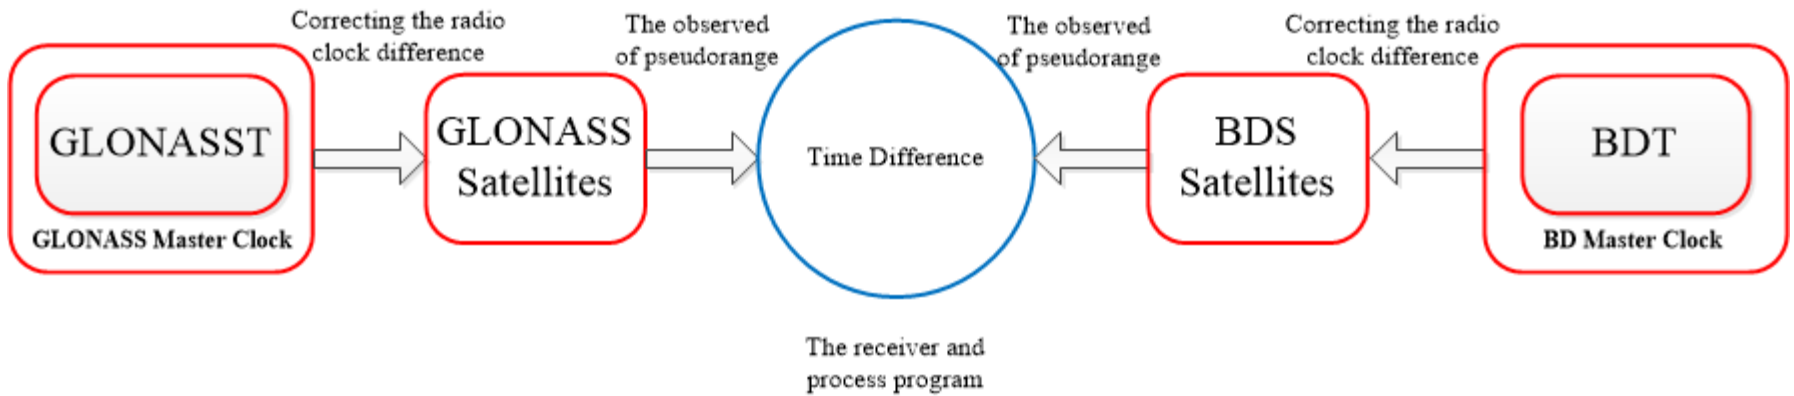 Correcting the radio
clock difference
The observed
of pseudorange
The observed
of pseudorange
Correcting the radio
clock difference
GLONASST
GLONASS Master Clock
GLONASS
Satellites
Time Difference
BDS
Satellites
BDT
BD Master Clock
The receiver and
process program